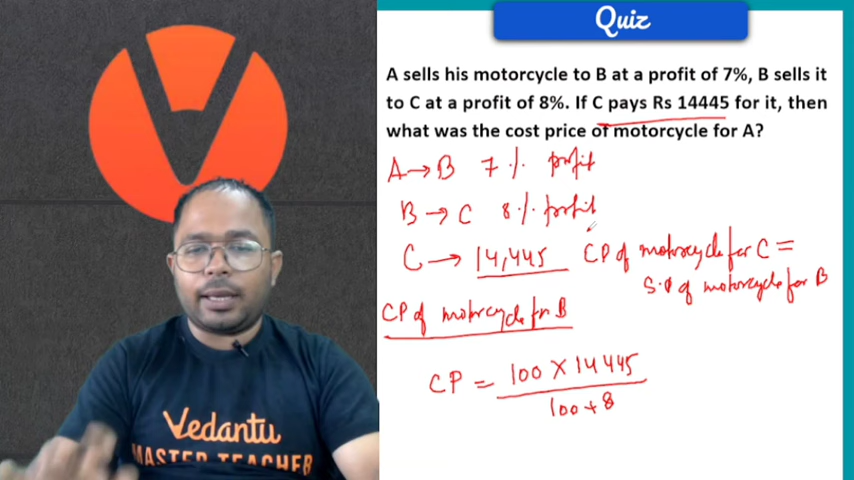 Quiz
A sells his motorcycle to B at a profit of 7%, B sells it
to C at a profit of 8%. If C pays Rs 14445 for it, then
what was the cost price of motorcycle for A?
A → B 7 % profit
B → C 8 % profit
C → 14,445 CP of motorcycle for C =
S.P of motorcycle for B
CP of motorcycle for B
CP = 100 × 14445
100 + 8
Vedantu
MASTER TEACHER